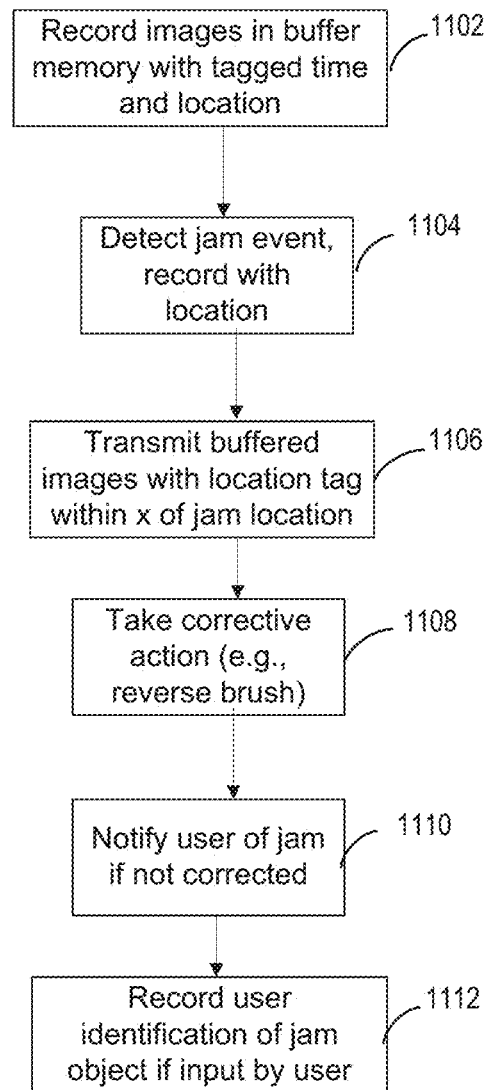 Record images in buffer
memory with tagged time
and location
1102
Detect jam event,
record with
location
1104
Transmit buffered
images with location tag
within x of jam location
1106
Take corrective
action (e.g.,
reverse brush)
1108
Notify user of jam
if not corrected
1110
Record user
identification of jam
object if input by user
1112